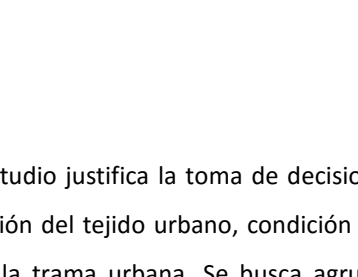 tudio justifica la toma de decisio
ión del tejido urbano, condición
la trama urbana. Se busca agru